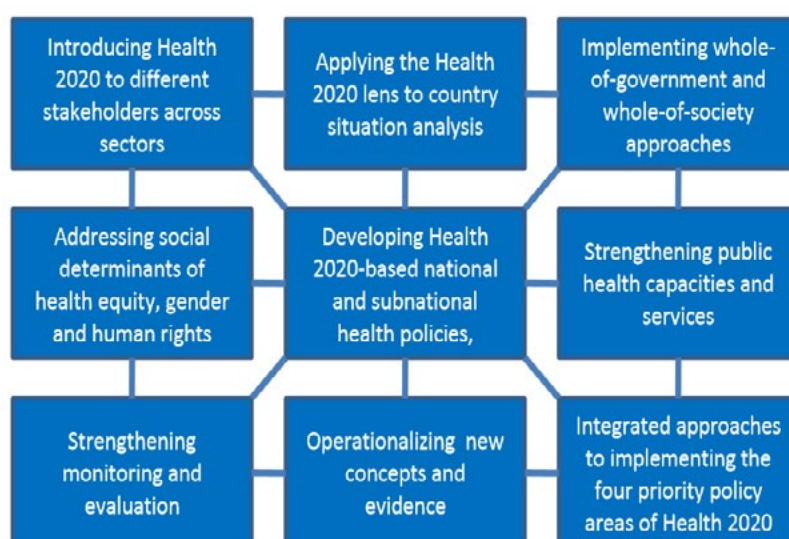 Introducing Health
2020 to different
stakeholders across
sectors
Applying the Health
2020 lens to country
situation analysis
Implementing whole-
of-government and
whole-of-society
approaches
Addressing social
determinants of
health equity, gender
and human rights
Developing Health
2020-based national
and subnational
health policies,
Strengthening public
health capacities and
services
Strengthening
monitoring and
evaluation
Operationalizing new
concepts and
evidence
Integrated approaches
to implementing the
four priority policy
areas of Health 2020